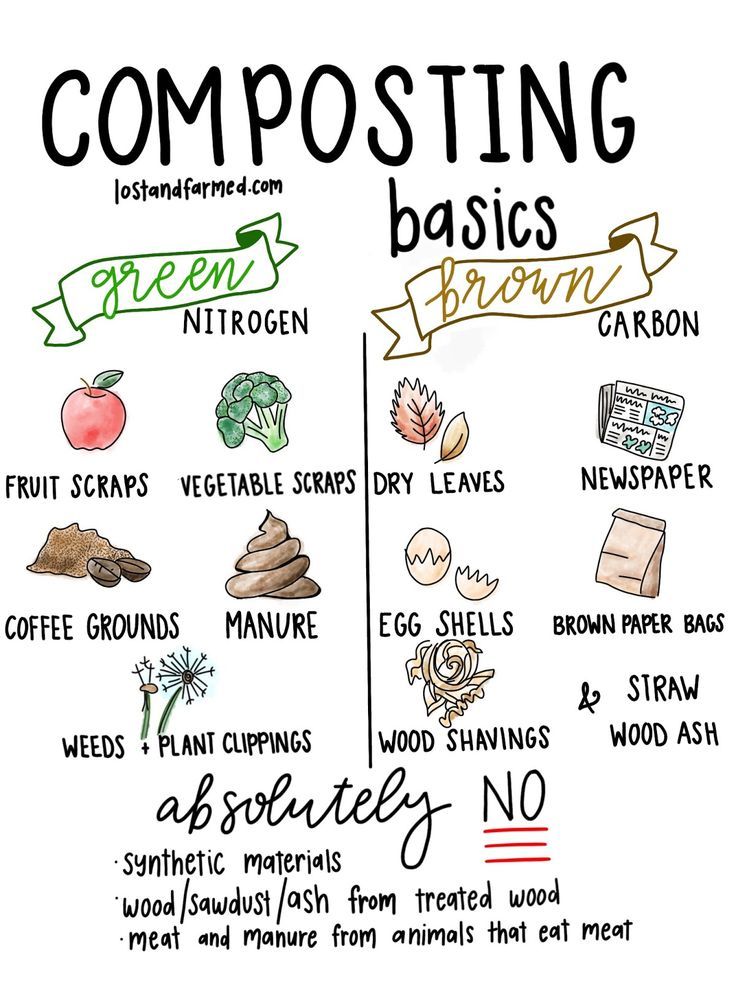 COMPOSTING
lostandfarmed.com
basics
green
NITROGEN
brown
CARBON
FRUIT SCRAPS
VEGETABLE SCRAPS
COFFEE GROUNDS
MANURE
WEEDS + PLANT CLIPPINGS
DRY LEAVES
NEWSPAPER
EGG SHELLS
BROWN PAPER BAGS
WOOD SHAVINGS
& STRAW
WOOD ASH
absolutely NO
· synthetic materials
· wood/sawdust/ash from treated wood
· meat and manure from animals that eat meat